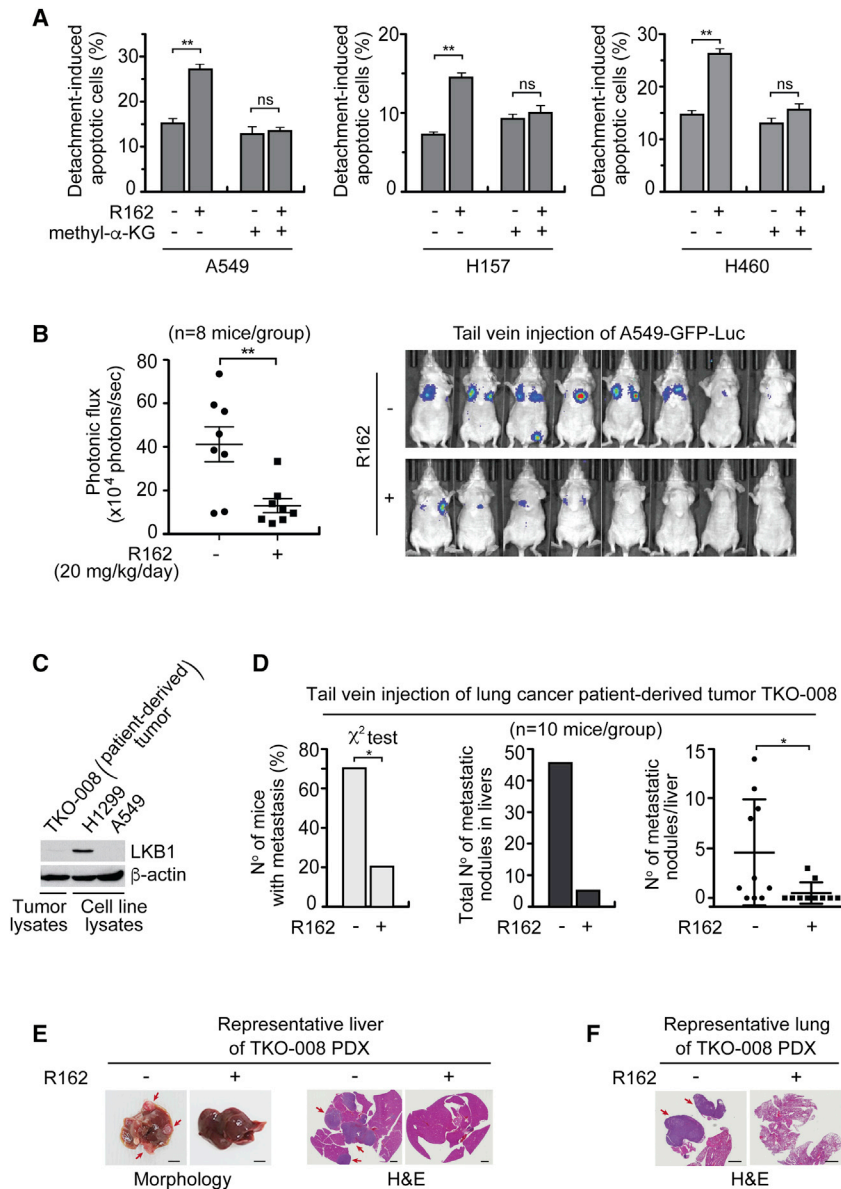 A
Detachment-induced apoptotic cells (%)
30
20
10
0
**
ns
Detachment-induced apoptotic cells (%)
20
10
0
**
ns
Detachment-induced apoptotic cells (%)
30
20
10
0
**
ns
R162 - + - + - + - + - + - +
methyl-α-KG - - + + - - + + - - + +
A549 H157 H460
B
(n=8 mice/group)
Photonic flux (x10⁴ photons/sec)
80
60
40
20
0
**
R162 - +
(20 mg/kg/day)
Tail vein injection of A549-GFP-Luc
R162
-
+
C
TKO-008 (patient-derived tumor)
H1299
A549
LKB1
β-actin
Tumor lysates
Cell line lysates
D
Tail vein injection of lung cancer patient-derived tumor TKO-008
(n=10 mice/group)
χ² test
*
Nº of mice with metastasis (%)
80
60
40
20
0
R162 - +
Total Nº of metastatic nodules in livers
50
40
30
20
10
0
R162 - +
Nº of metastatic nodules/liver
15
10
5
0
*
R162 - +
E
Representative liver
of TKO-008 PDX
R162 - + - +
Morphology H&E
F
Representative lung
of TKO-008 PDX
R162 - +
H&E